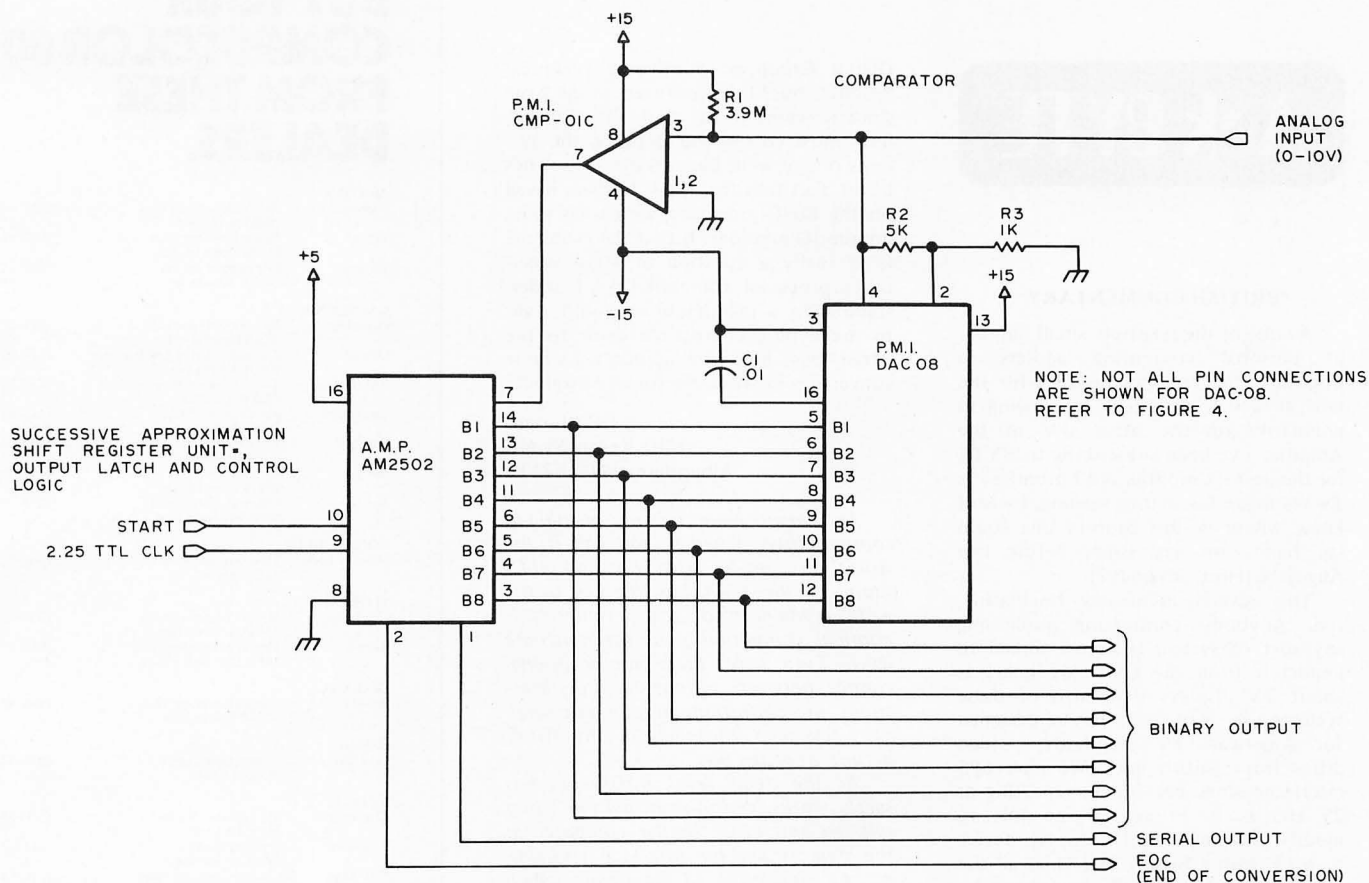 +15
COMPARATOR
R1
3.9M
P.M.I.
CMP-01C
8
3
7
4
1,2
ANALOG
INPUT
(0-10V)
R2
5K
R3
1K
+5
-15
+15
4
2
3
13
P.M.I.
DAC 08
C1
.01
NOTE: NOT ALL PIN CONNECTIONS
ARE SHOWN FOR DAC-08.
REFER TO FIGURE 4.
16
7
16
SUCCESSIVE APPROXIMATION
SHIFT REGISTER UNIT=,
OUTPUT LATCH AND CONTROL
LOGIC
A.M.P.
AM2502
B1 14 5 B1
B2 13 6 B2
B3 12 7 B3
B4 11 8 B4
B5 6 9 B5
B6 5 10 B6
B7 4 11 B7
B8 3 12 B8
START 10
2.25 TTL CLK 9
8
2
1
BINARY OUTPUT
SERIAL OUTPUT
EOC
(END OF CONVERSION)